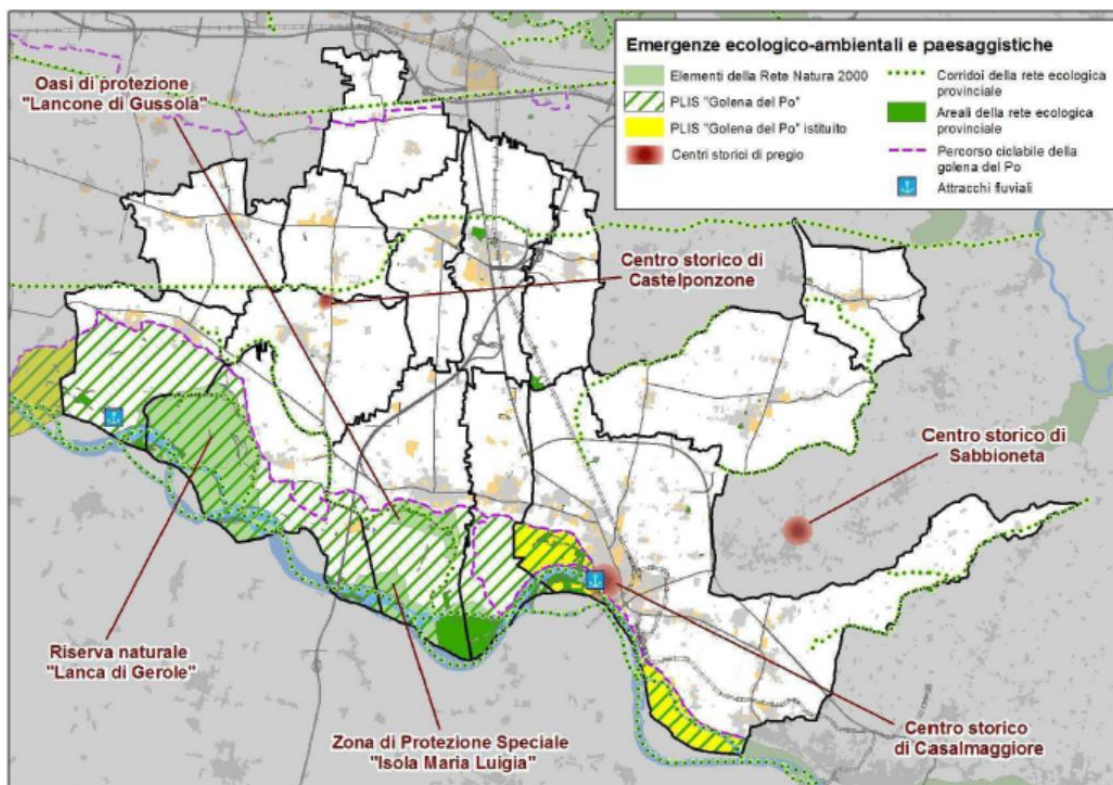 Emergenze ecologico-ambientali e paesaggistiche
Elementi della Rete Natura 2000
PLIS "Golena del Po"
PLIS "Golena del Po" istituito
Centri storici di pregio
Corridoi della rete ecologica
provinciale
Areali della rete ecologica
provinciale
Percorso ciclabile della
golena del Po
Attracchi fluviali
Oasi di protezione
"Lancone di Gussola"
Centro storico di
Castelponzone
Centro storico di
Sabbioneta
Riserva naturale
"Lanca di Gerole"
Zona di Protezione Speciale
"Isola Maria Luigia"
Centro storico
di Casalmaggiore